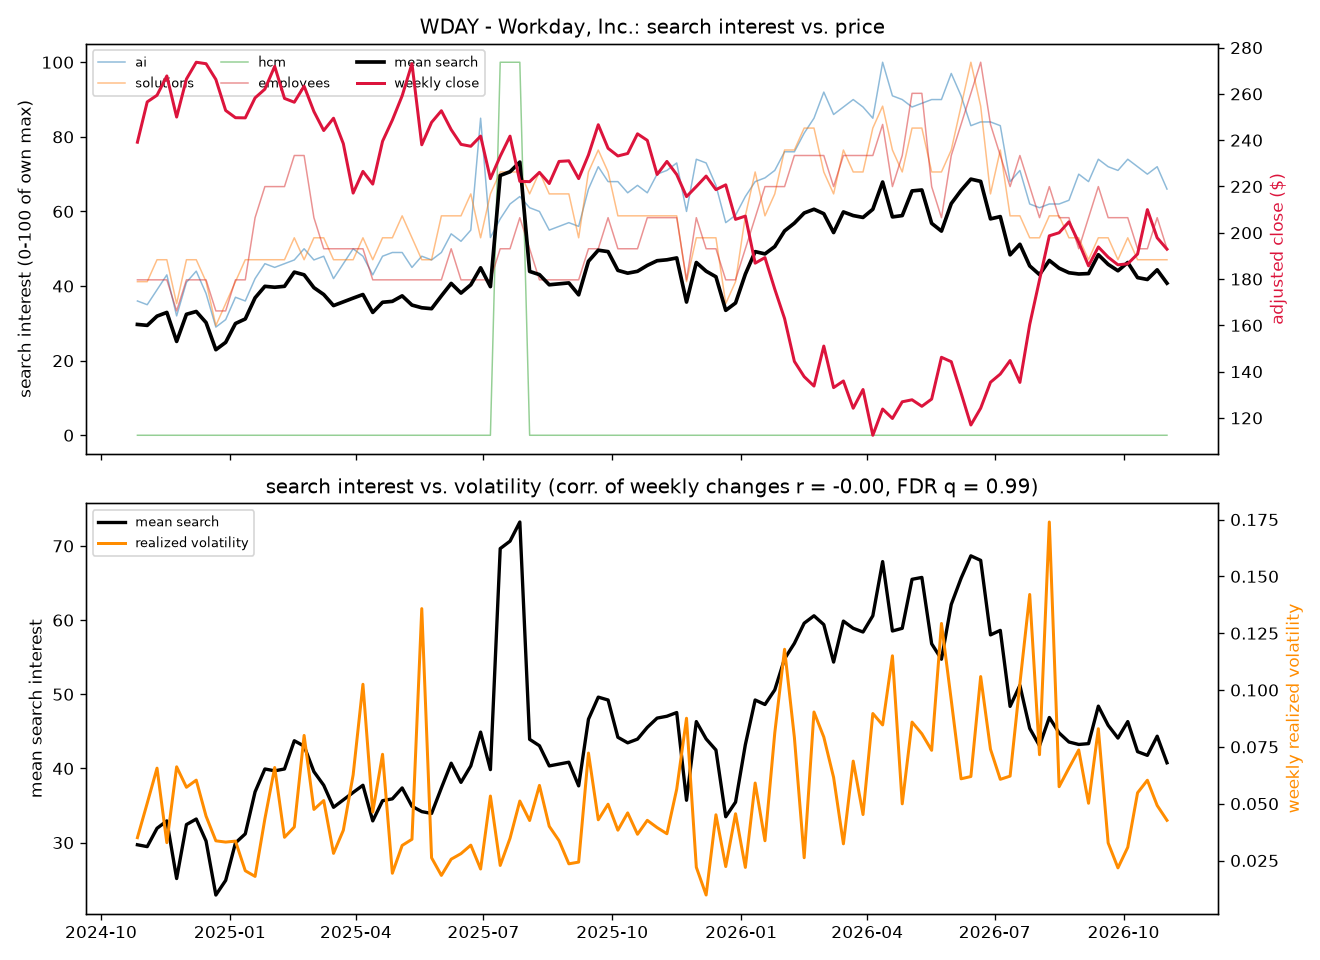 WDAY - Workday, Inc.: search interest vs. price
ai
solutions
hcm
employees
mean search
weekly close
search interest (0-100 of own max)
100
80
60
40
20
0
adjusted close ($)
280
260
240
220
200
180
160
140
120
search interest vs. volatility (corr. of weekly changes r = -0.00, FDR q = 0.99)
mean search
realized volatility
mean search interest
70
60
50
40
30
weekly realized volatility
0.175
0.150
0.125
0.100
0.075
0.050
0.025
2024-10
2025-01
2025-04
2025-07
2025-10
2026-01
2026-04
2026-07
2026-10